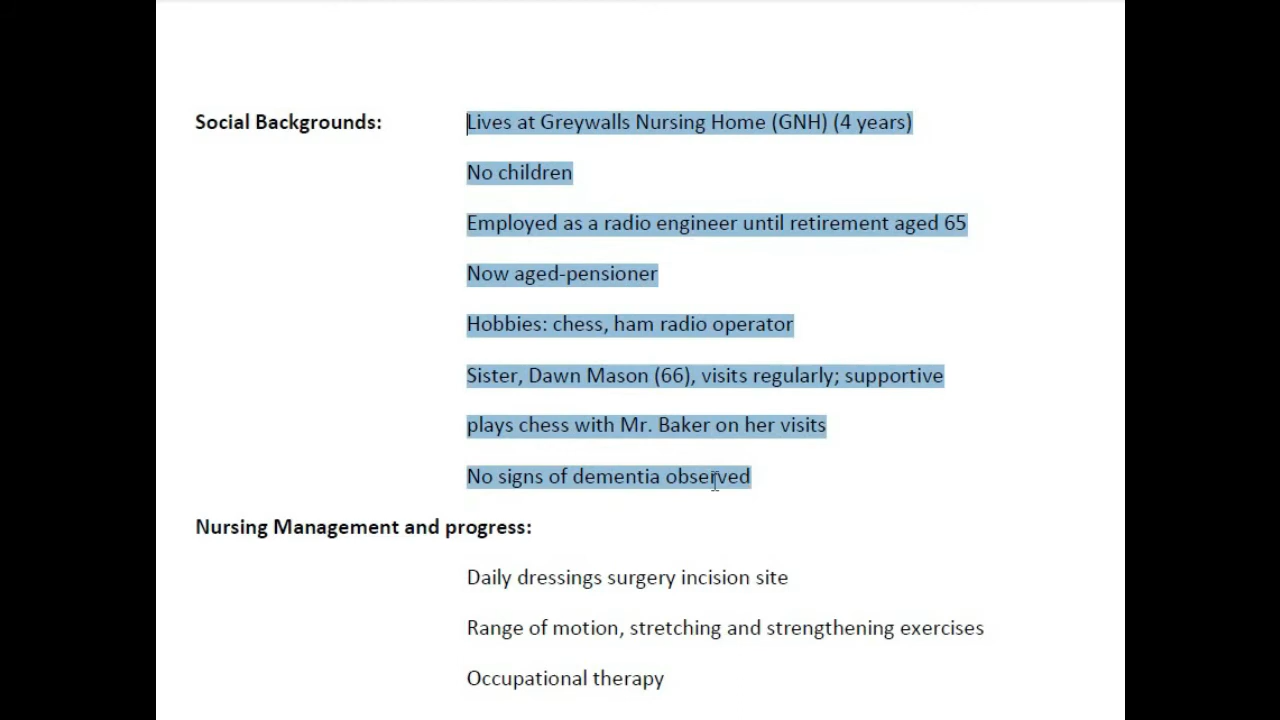 Social Backgrounds: Lives at Greywalls Nursing Home (GNH) (4 years)
No children
Employed as a radio engineer until retirement aged 65
Now aged-pensioner
Hobbies: chess, ham radio operator
Sister, Dawn Mason (66), visits regularly; supportive
plays chess with Mr. Baker on her visits
No signs of dementia observed
Nursing Management and progress:
Daily dressings surgery incision site
Range of motion, stretching and strengthening exercises
Occupational therapy